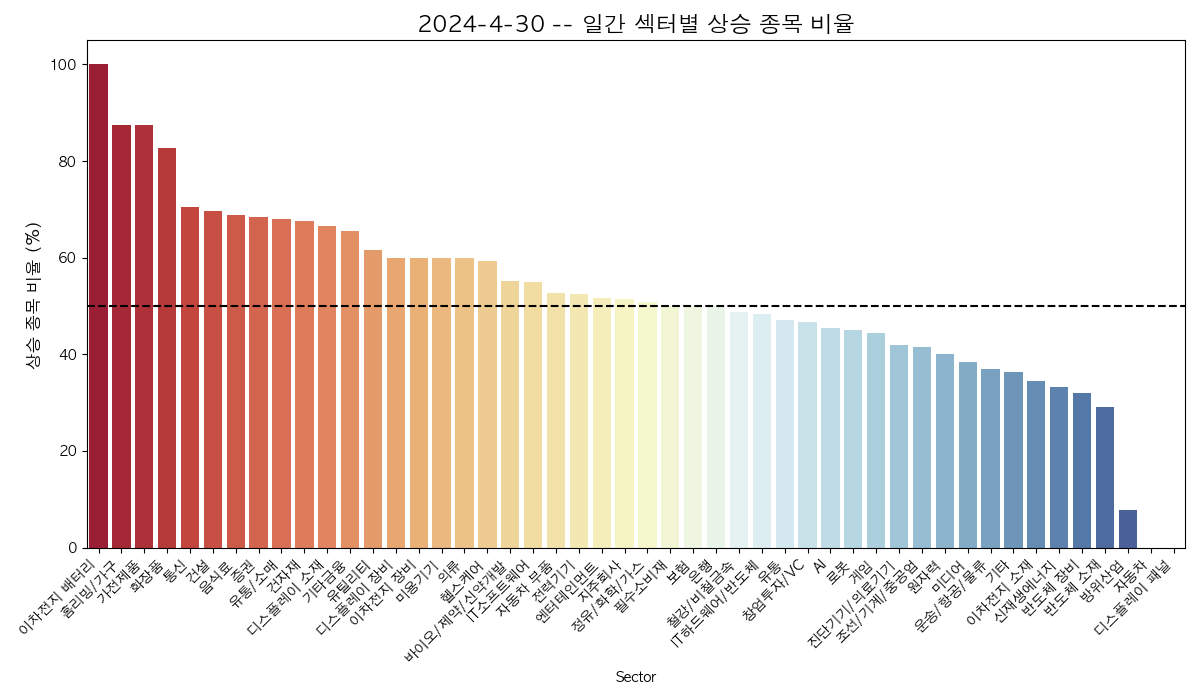 2024-4-30 -- 일간 섹터별 상승 종목 비율
상승 종목 비율 (%)
100
80
60
40
20
0
이차전지 배터리
홈리빙/가구
가전제품
화장품
통신
건설
음식료
증권
유통/소매
건자재
디스플레이 소재
기타금융
유틸리티
디스플레이 장비
이차전지 장비
미용기기
의류
헬스케어
바이오/제약/신약개발
IT소프트웨어
자동차 부품
전력기기
엔터테인먼트
지주회사
정유/화학/가스
필수소비재
보험
은행
철강/비철금속
IT하드웨어/반도체
유통
창업투자/VC
AI
로봇
게임
진단기기/의료기기
조선/기계/중공업
원자력
미디어
운송/항공/물류
기타
이차전지 소재
신재생에너지
반도체 장비
반도체 소재
방위산업
자동차
디스플레이 패널
Sector